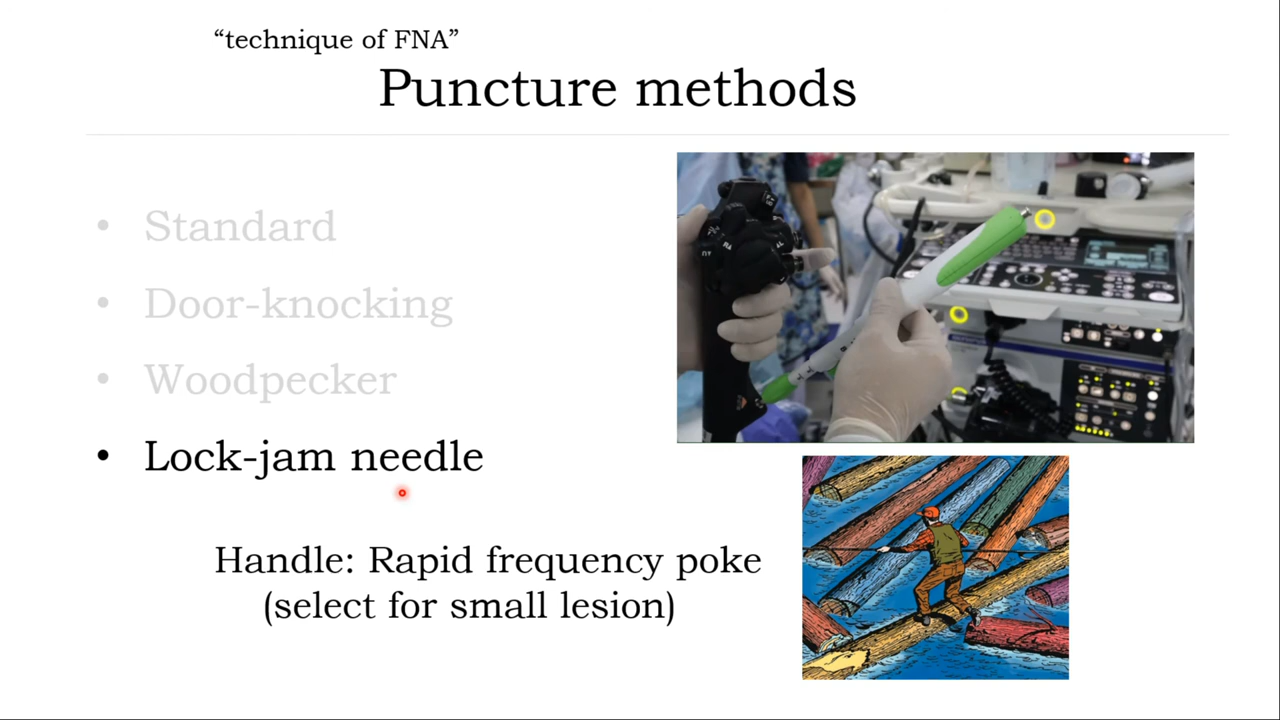 “technique of FNA”
Puncture methods
• Standard
• Door-knocking
• Woodpecker
• Lock-jam needle
Handle: Rapid frequency poke
(select for small lesion)